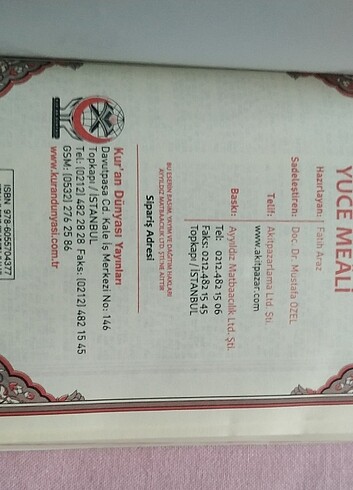 YÜCE MEALİ
Hazırlayan: Fatih Araz
Sadeleştiren: Doc. Dr. Mustafa ÖZEL
Telif: Akitpazarlama Ltd. Şti.
www.akitpazar.com
Baskı: Ayyıldız Matbaacılık Ltd. Şti.
Tel: 0212.482 15 06
Faks: 0212.482 15 45
Topkapı / İSTANBUL
BU ESERİN BASIM, YAYIM VE DAĞITIM HAKLARI
AYYILDIZ MATBAACILIK LTD. ŞTİ.'NE AİTTİR
Sipariş Adresi
Kur'an Dünyası Yayınları
Davutpaşa Cd. Kale İş Merkezi No: 146
Topkapı / İSTANBUL
Tel: (0212) 482 28 28 Faks: (0212) 482 15 45
GSM: (0532) 276 25 86
www.kurandunyasi.com.tr
ISBN 978-6055704377